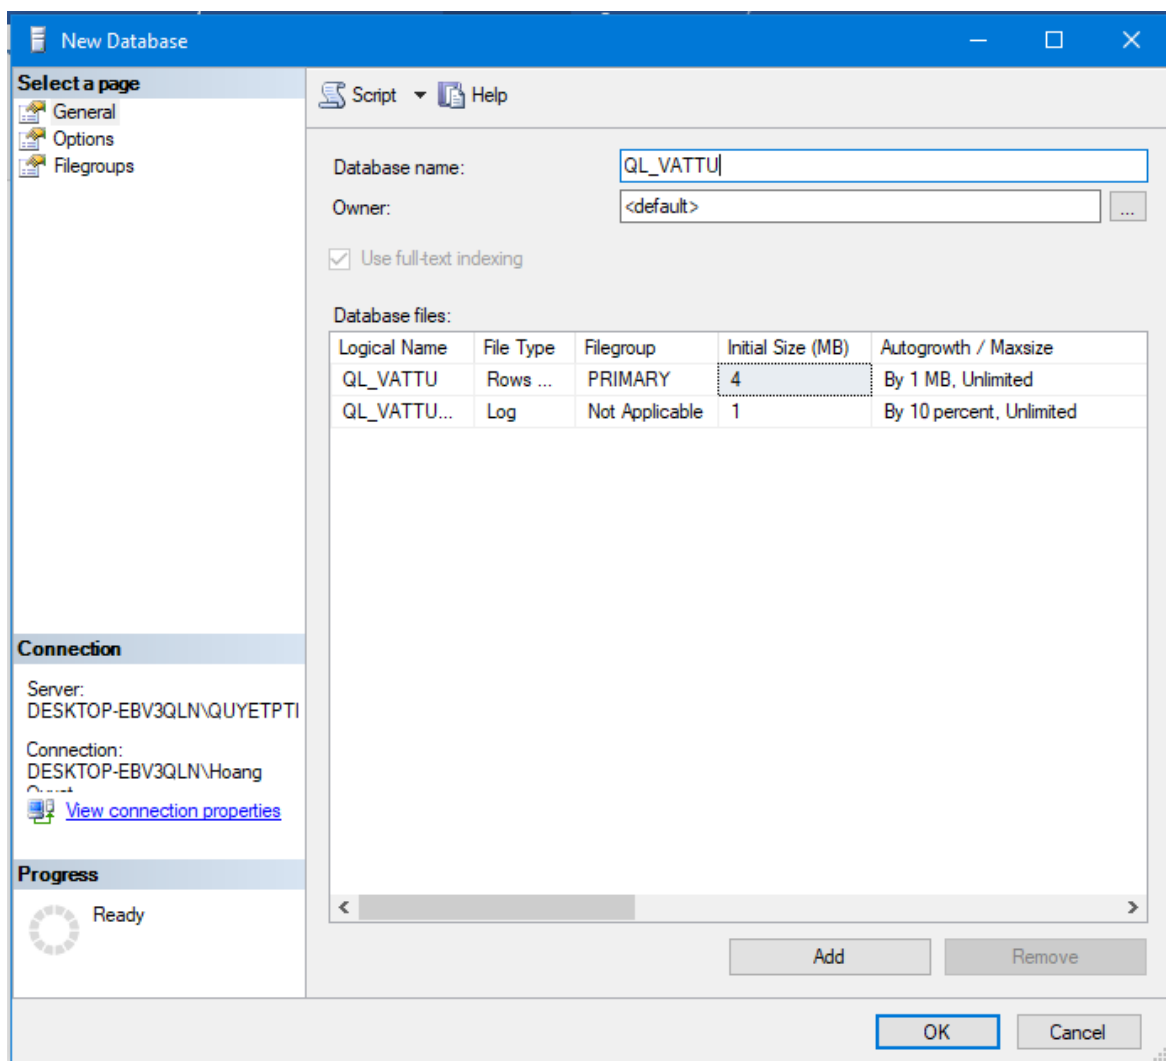 New Database
Select a page
General
Options
Filegroups
Script
Help
Database name:
QL_VATTU
Owner:
<default>
...
Use full-text indexing
Database files:
Logical Name File Type Filegroup Initial Size (MB) Autogrowth / Maxsize
QL_VATTU Rows ... PRIMARY 4 By 1 MB, Unlimited
QL_VATTU... Log Not Applicable 1 By 10 percent, Unlimited
Connection
Server:
DESKTOP-EBV3QLN\QUYETPTI
Connection:
DESKTOP-EBV3QLN\Hoang
View connection properties
Progress
Ready
Add
Remove
OK
Cancel